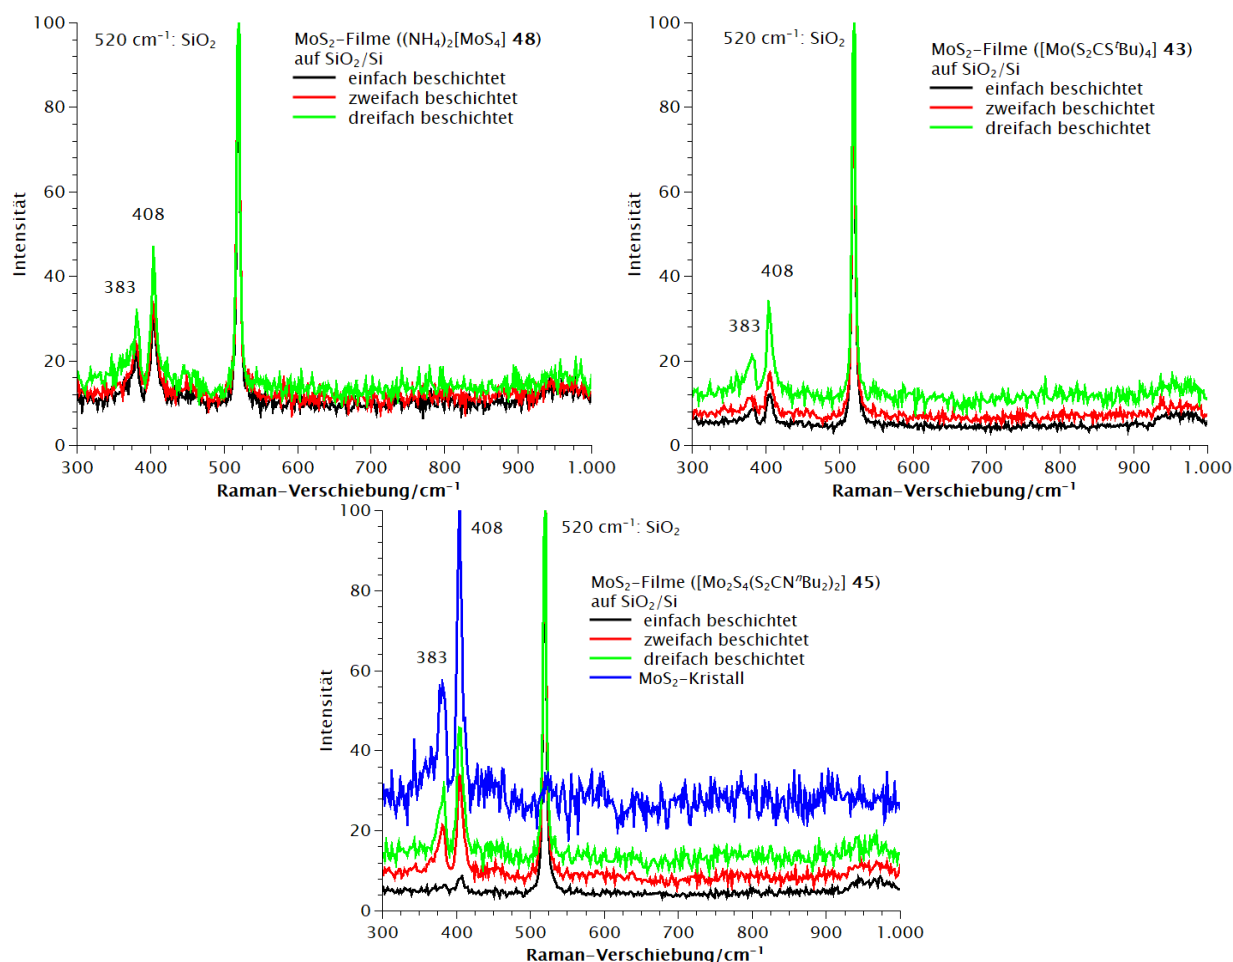 100
80
60
40
20
0
Intensität
520 cm⁻¹: SiO₂
MoS₂-Filme ((NH₄)₂[MoS₄] 48)
auf SiO₂/Si
einfach beschichtet
zweifach beschichtet
dreifach beschichtet
408
383
300 400 500 600 700 800 900 1.000
Raman-Verschiebung/cm⁻¹
100
80
60
40
20
0
Intensität
520 cm⁻¹: SiO₂
MoS₂-Filme ([Mo(S₂CSᵗBu)₄] 43)
auf SiO₂/Si
einfach beschichtet
zweifach beschichtet
dreifach beschichtet
408
383
300 400 500 600 700 800 900 1.000
Raman-Verschiebung/cm⁻¹
100
80
60
40
20
0
Intensität
408
520 cm⁻¹: SiO₂
MoS₂-Filme ([Mo₂S₄(S₂CNⁿBu₂)₂] 45)
auf SiO₂/Si
einfach beschichtet
zweifach beschichtet
dreifach beschichtet
MoS₂-Kristall
383
300 400 500 600 700 800 900 1.000
Raman-Verschiebung/cm⁻¹